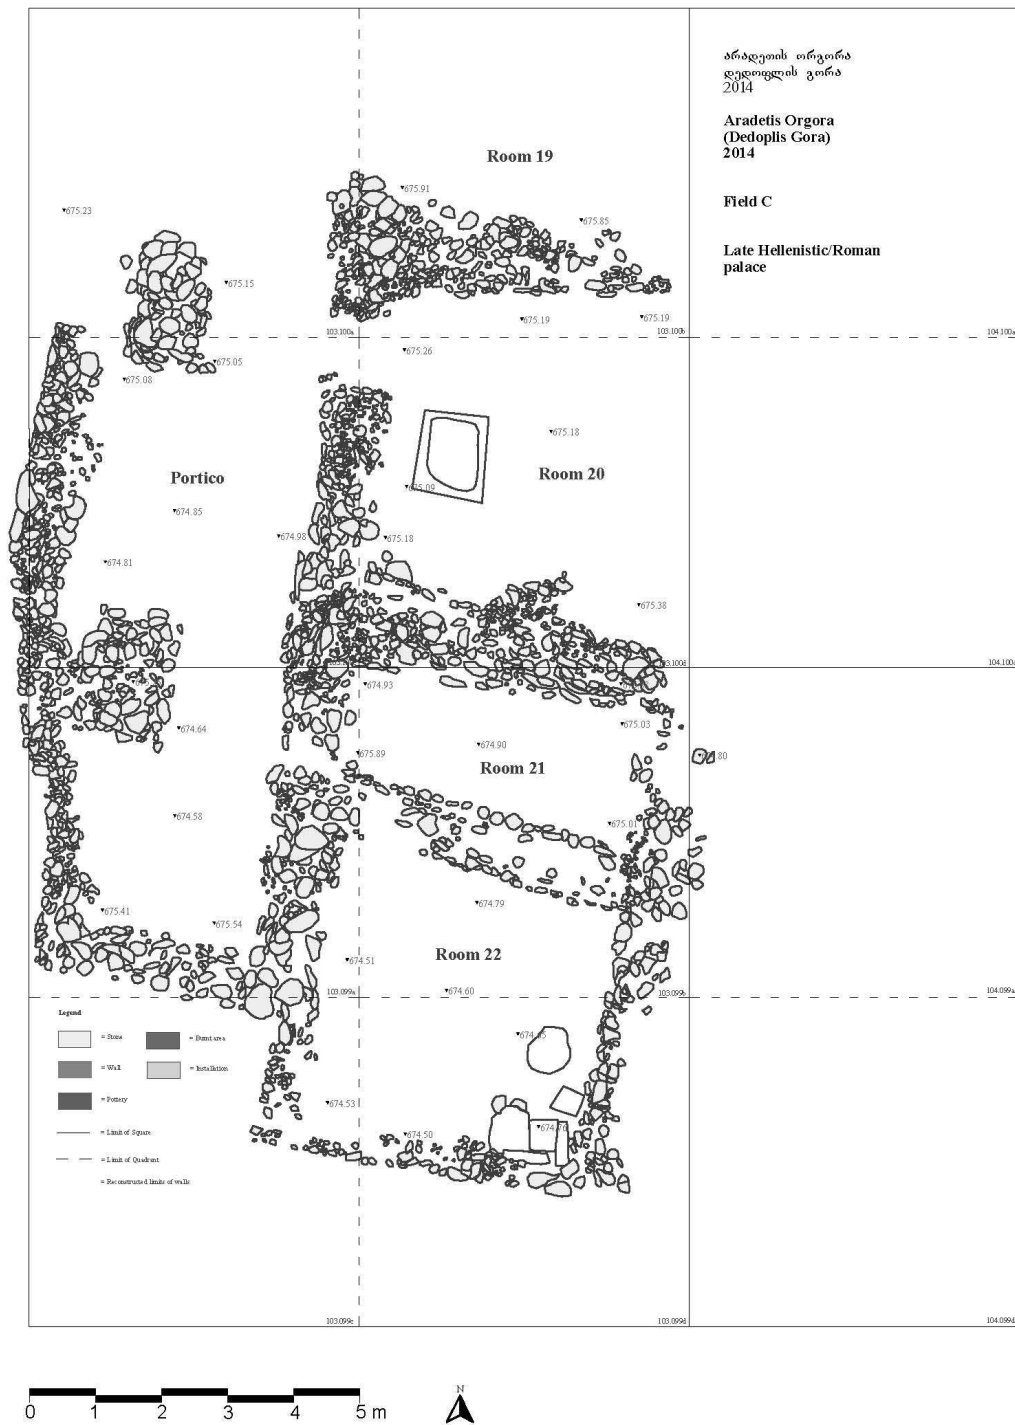 არადეთის ორგორა
დედოფლის გორა
2014
Aradetis Orgora
(Dedoplis Gora)
2014
Field C
Late Hellenistic/Roman
palace
Room 19
675.91
675.23
675.85
675.15
675.19
675.19
103.100a
103.100b
104.100a
675.26
675.05
675.08
675.18
Portico
Room 20
675.09
674.85
674.98
675.18
674.81
675.38
103.100d
104.100c
674.93
675.03
674.64
674.90
675.89
Room 21
674.58
675.01
674.79
675.41
675.54
Room 22
674.51
674.60
103.099a
103.099b
104.099a
Legend
= Stone
= Burnt area
= Wall
= Installation
= Pottery
= Limit of Square
= Limit of Quadrant
= Reconstructed limits of walls
674.53
674.50
674.76
103.099c
103.099d
104.099d
0 1 2 3 4 5 m
N